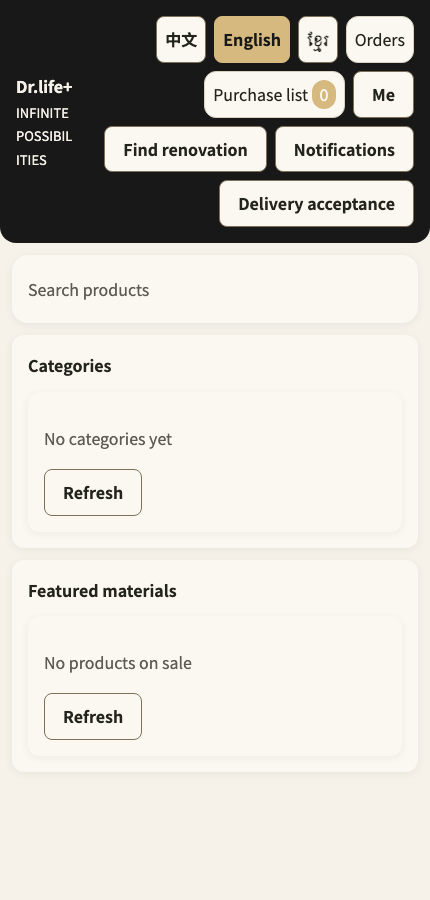 中文
English
ខ្មែរ
Orders
Dr.life+
INFINITE
POSSIBIL
ITIES
Purchase list 0
Me
Find renovation
Notifications
Delivery acceptance
Search products
Categories
No categories yet
Refresh
Featured materials
No products on sale
Refresh